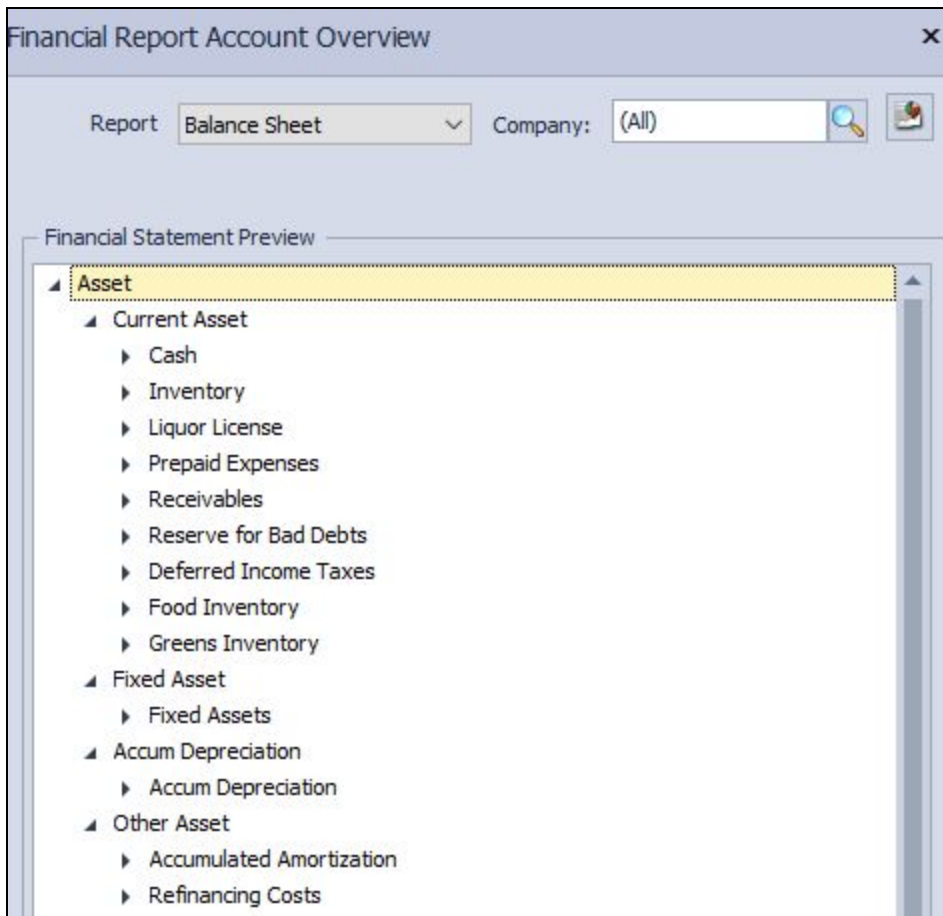 Financial Report Account Overview
Report Balance Sheet Company: (All)
Financial Statement Preview
Asset
Current Asset
Cash
Inventory
Liquor License
Prepaid Expenses
Receivables
Reserve for Bad Debts
Deferred Income Taxes
Food Inventory
Greens Inventory
Fixed Asset
Fixed Assets
Accum Depreciation
Accum Depreciation
Other Asset
Accumulated Amortization
Refinancing Costs